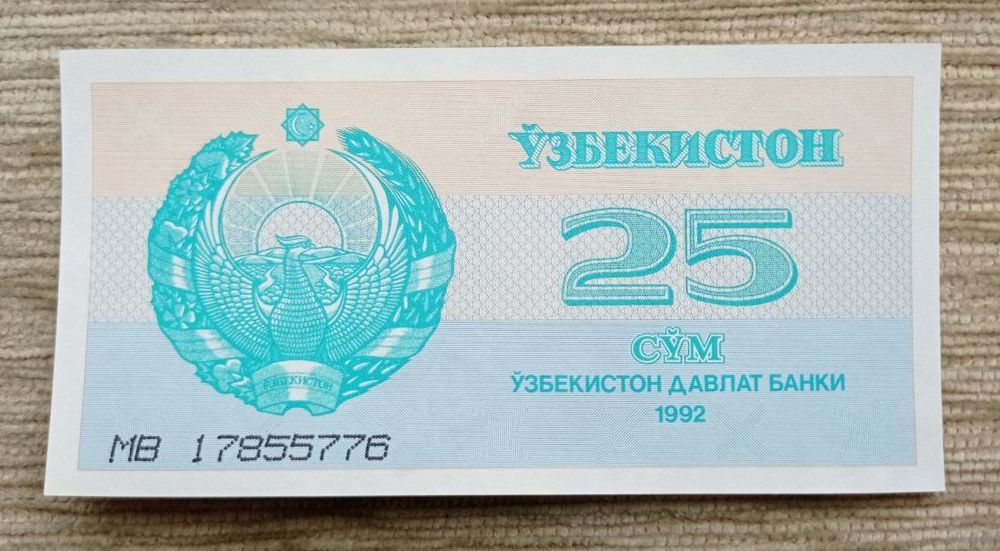 ЎЗБЕКИСТОН
25
СЎМ
ЎЗБЕКИСТОН ДАВЛАТ БАНКИ
1992
ЎЗБЕКИСТОН
МВ 17855776